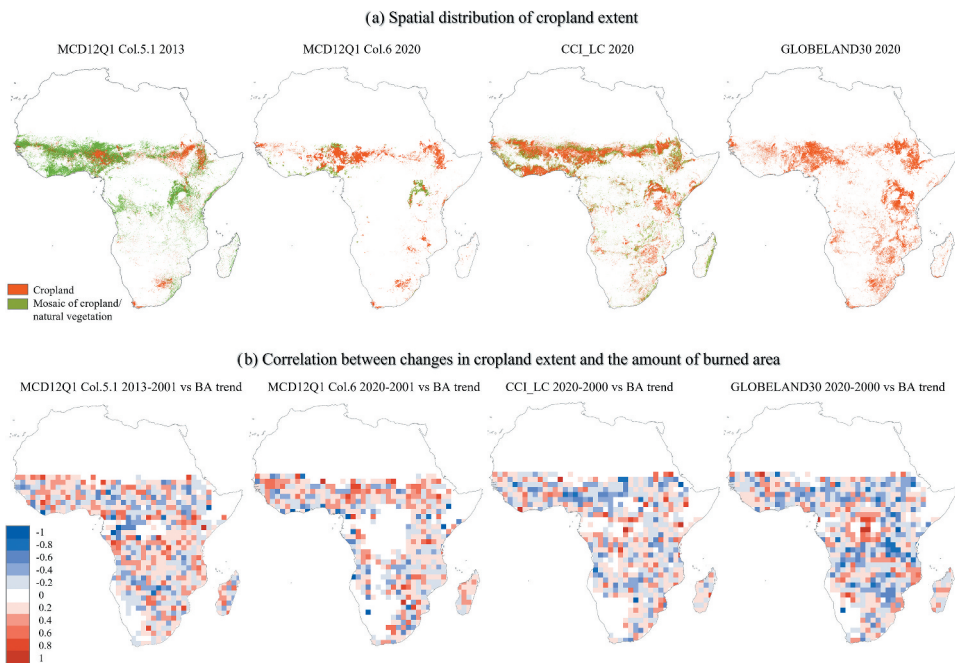 (a) Spatial distribution of cropland extent
MCD12Q1 Col.5.1 2013
MCD12Q1 Col.6 2020
CCI_LC 2020
GLOBELAND30 2020
Cropland
Mosaic of cropland/
natural vegetation
(b) Correlation between changes in cropland extent and the amount of burned area
MCD12Q1 Col.5.1 2013-2001 vs BA trend
MCD12Q1 Col.6 2020-2001 vs BA trend
CCI_LC 2020-2000 vs BA trend
GLOBELAND30 2020-2000 vs BA trend
-1
-0.8
-0.6
-0.4
-0.2
0
0.2
0.4
0.6
0.8
1